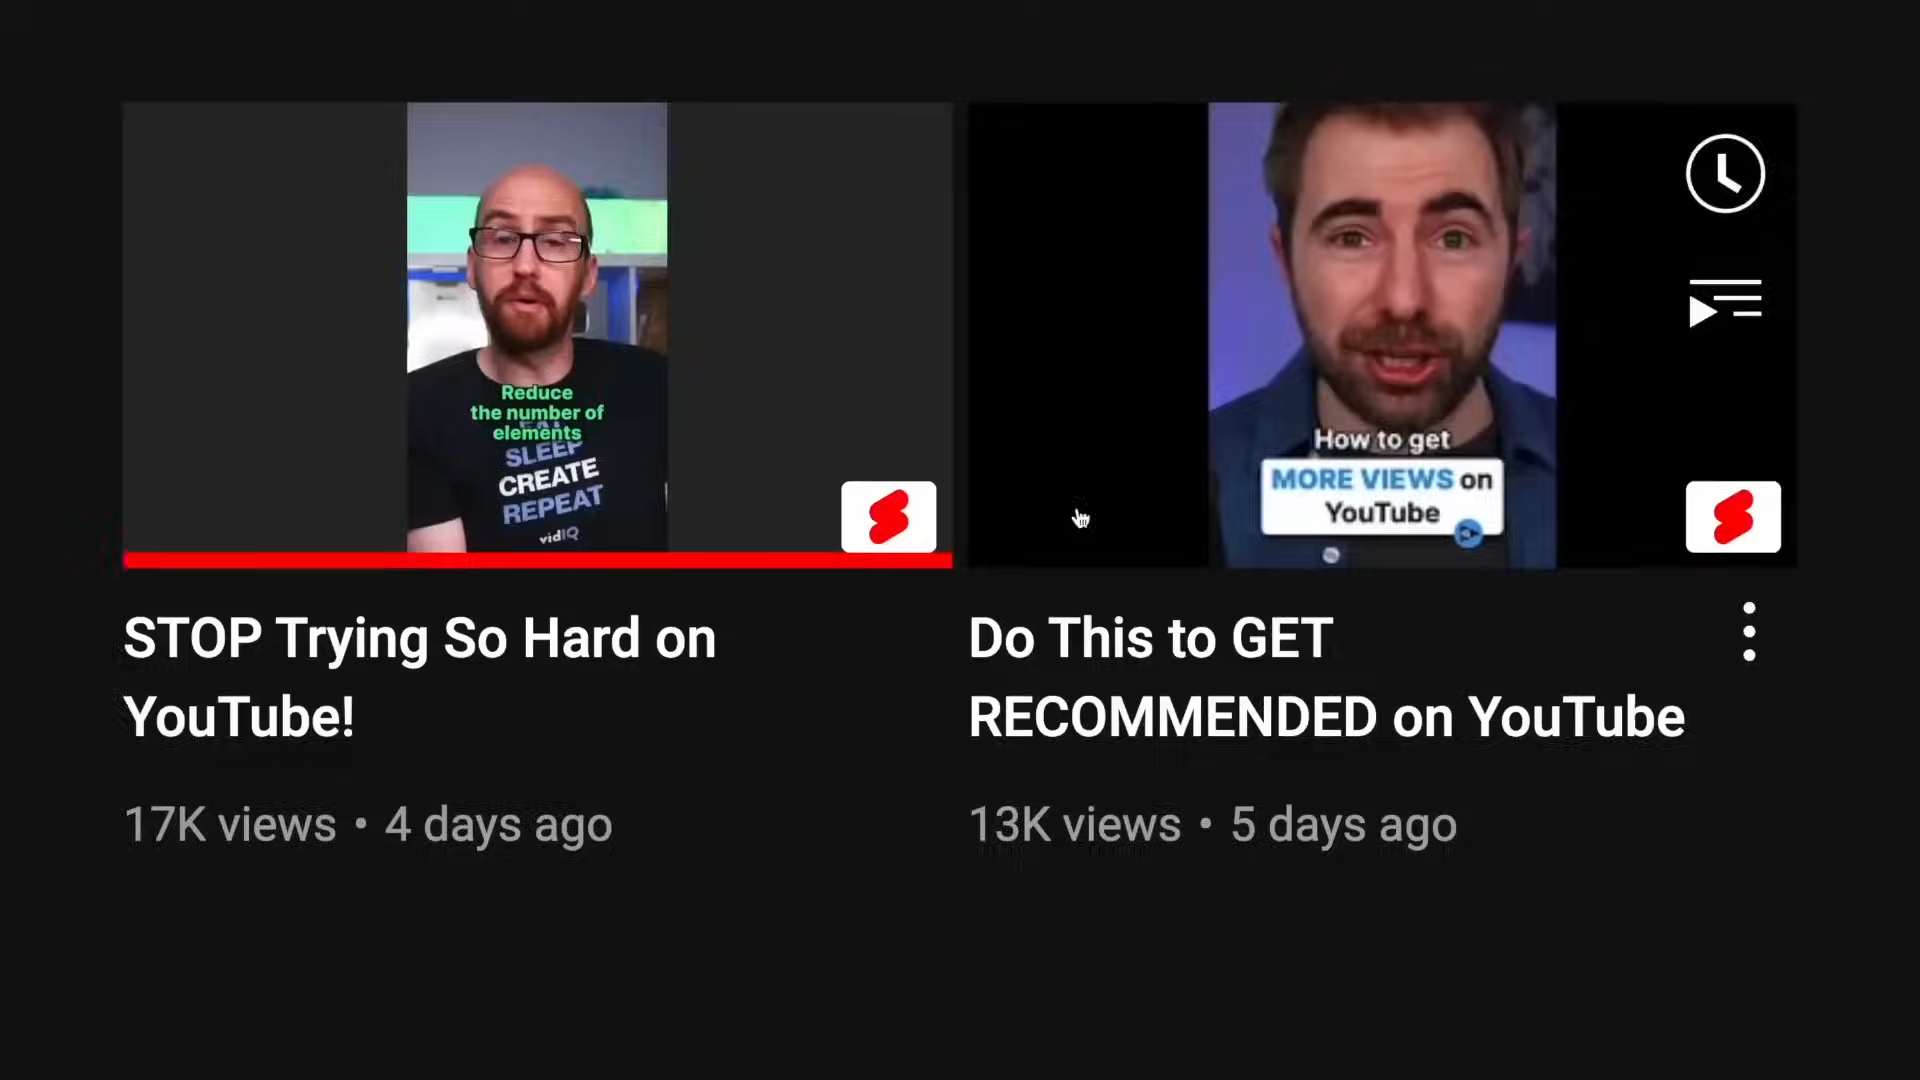 Reduce
the number of
elements
EAT
SLEEP
CREATE
REPEAT
vidIQ
How to get
MORE VIEWS on
YouTube
STOP Trying So Hard on
YouTube!
17K views • 4 days ago
Do This to GET
RECOMMENDED on YouTube
13K views • 5 days ago